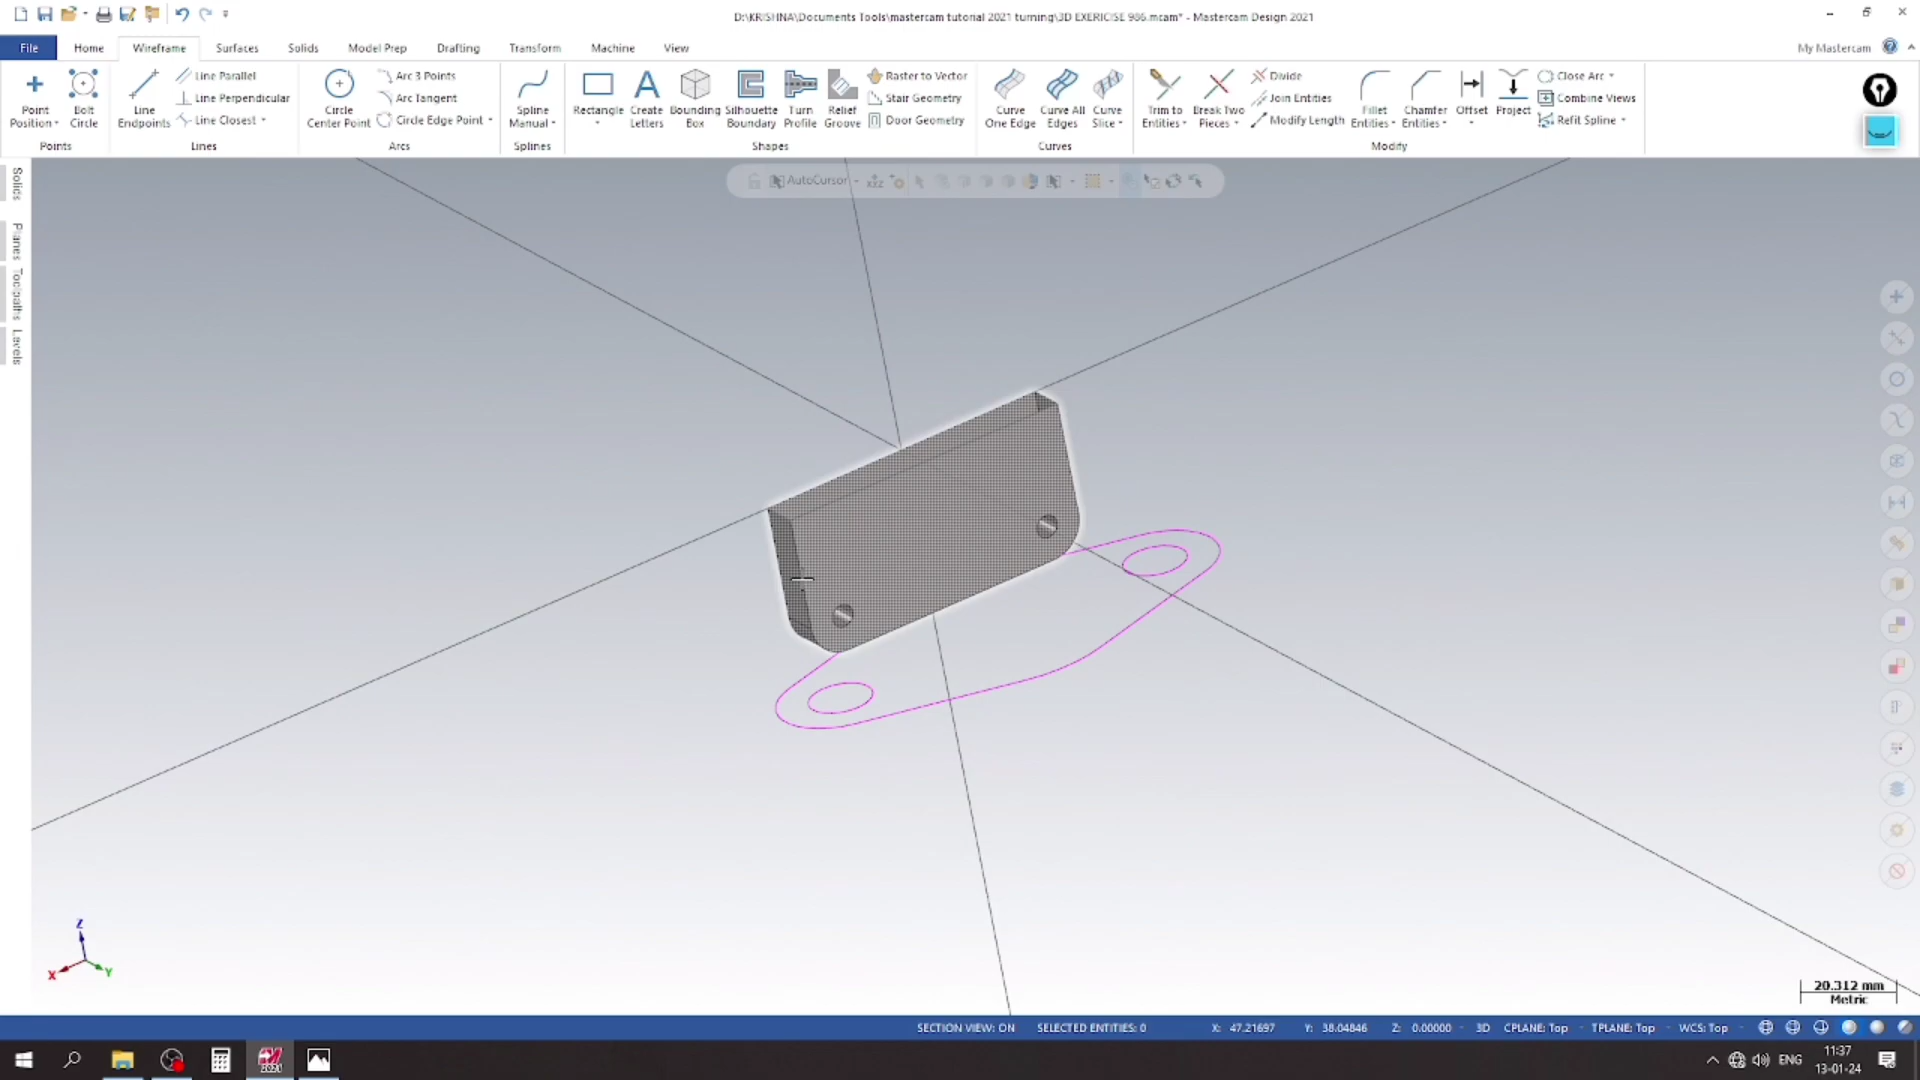 D:\KRISHNA\Documents Tools\mastercam tutorial 2021 turning\3D EXERICISE 986.mcam* - Mastercam Design 2021
File Home Wireframe Surfaces Solids Model Prep Drafting Transform Machine View My Mastercam
Point Position
Bolt Circle
Points
Line Endpoints
Line Parallel
Line Perpendicular
Line Closest
Lines
Circle Center Point
Arc 3 Points
Arc Tangent
Circle Edge Point
Arcs
Spline Manual
Splines
Rectangle
Create Letters
Bounding Box
Silhouette Boundary
Turn Profile
Relief Groove
Raster to Vector
Stair Geometry
Door Geometry
Shapes
Curve One Edge
Curve All Edges
Curve Slice
Curves
Trim to Entities
Break Two Pieces
Divide
Join Entities
Modify Length
Fillet Entities
Chamfer Entities
Offset
Project
Close Arc
Combine Views
Refit Spline
Modify
AutoCursor
Solids
Planes
Toolpaths
Levels
Z
X
Y
20.312 mm
Metric
SECTION VIEW: ON SELECTED ENTITIES: 0 X: 47.21697 Y: 38.04846 Z: 0.00000 3D CPLANE: Top TPLANE: Top WCS: Top
ENG
11:37
13-01-24